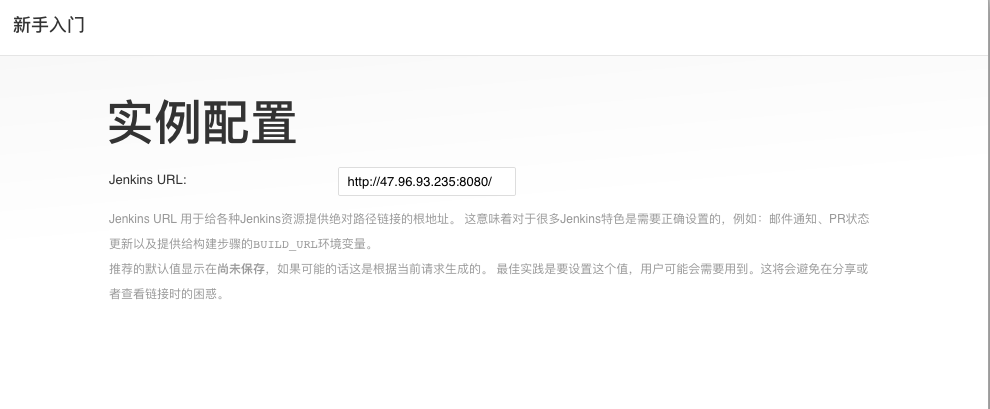 新手入门
实例配置
Jenkins URL:
http://47.96.93.235:8080/
Jenkins URL 用于给各种Jenkins资源提供绝对路径链接的根地址。 这意味着对于很多Jenkins特色是需要正确设置的，例如：邮件通知、PR状态
更新以及提供给构建步骤的BUILD_URL环境变量。
推荐的默认值显示在尚未保存，如果可能的话这是根据当前请求生成的。 最佳实践是要设置这个值，用户可能会需要用到。这将会避免在分享或
者查看链接时的困惑。